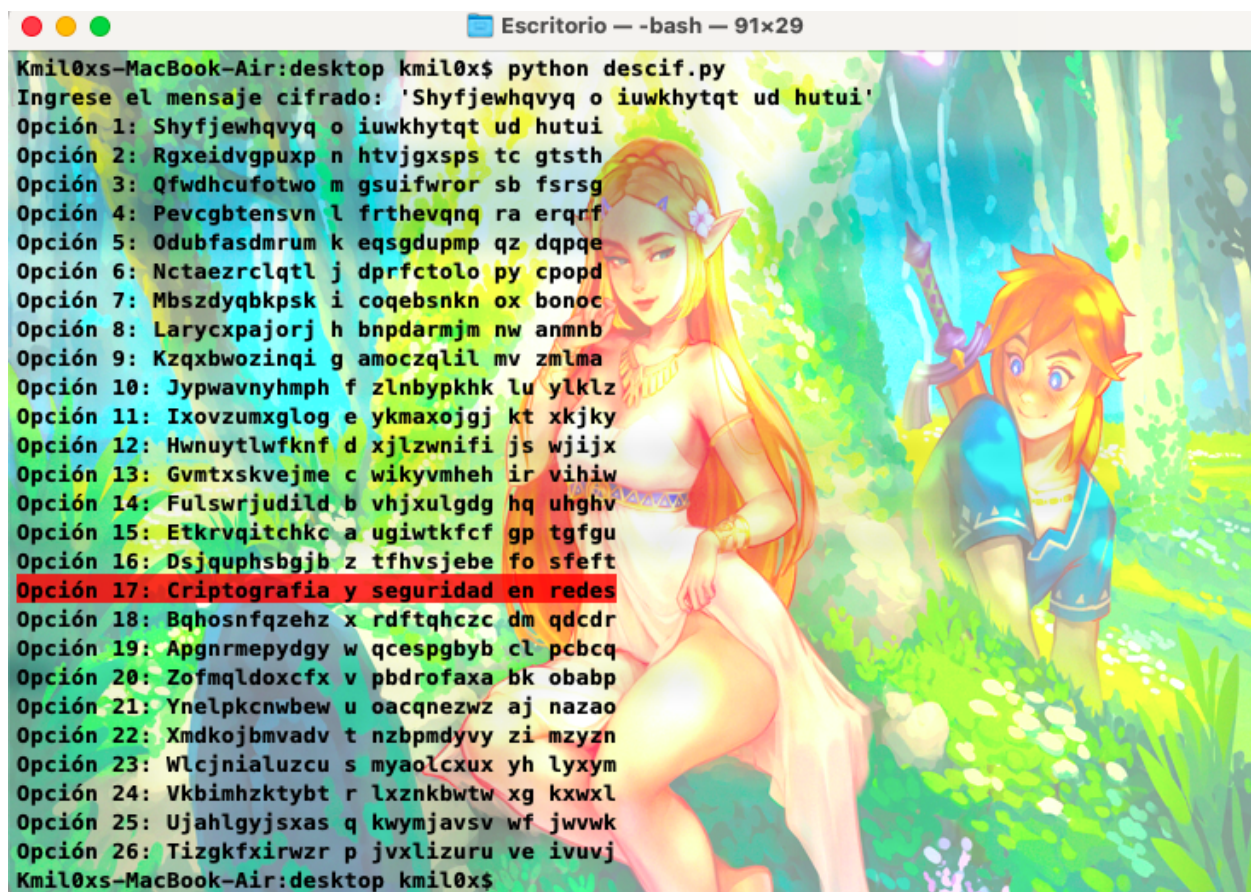 Escritorio — -bash — 91×29
Kmil0xs-MacBook-Air:desktop kmil0x$ python descif.py
Ingrese el mensaje cifrado: 'Shyfjewhqvyq o iuwkhytqt ud hutui'
Opción 1: Shyfjewhqvyq o iuwkhytqt ud hutui
Opción 2: Rgxeidvgpuxp n htvjgxsps tc gtsth
Opción 3: Qfwdhcufotwo m gsuifwror sb fsrsg
Opción 4: Pevcgbtensvn l frthevqnq ra erqrf
Opción 5: Odubfasdmrum k eqsgdupmp qz dqpqe
Opción 6: Nctaezrclqtl j dprfctolo py cpopd
Opción 7: Mbszdyqbkpsk i coqebsnkn ox bonoc
Opción 8: Larycxpajorj h bnpdarmjm nw anmnb
Opción 9: Kzqxbwozinqi g amoczqlil mv zmlma
Opción 10: Jypwavnyhmph f zlnbypkhk lu ylklz
Opción 11: Ixovzumxglog e ykmaxojgj kt xkjky
Opción 12: Hwnuytlwfknf d xjlzwnifi js wjijx
Opción 13: Gvmtxskvejme c wikyvmheh ir vihiw
Opción 14: Fulswrjudild b vhjxulgdg hq uhghv
Opción 15: Etkrvqitchkc a ugiwtkfcf gp tgfgu
Opción 16: Dsjquphsbgjb z tfhvsjebe fo sfeft
Opción 17: Criptografia y seguridad en redes
Opción 18: Bqhosnfqzehz x rdftqhczc dm qdcdr
Opción 19: Apgnrmepydgy w qcespgbyb cl pcbcq
Opción 20: Zofmqldoxcfx v pbdrofaxa bk obabp
Opción 21: Ynelpkcnwbew u oacqnezwz aj nazao
Opción 22: Xmdkojbmvadv t nzbpmdyvy zi mzyzn
Opción 23: Wlcjnialuzcu s myaolcxux yh lyxym
Opción 24: Vkbimhzktybt r lxznkbwtw xg kxwxl
Opción 25: Ujahlgyjsxas q kwymjavsv wf jwvwk
Opción 26: Tizgkfxirwzr p jvxlizuru ve ivuvj
Kmil0xs-MacBook-Air:desktop kmil0x$